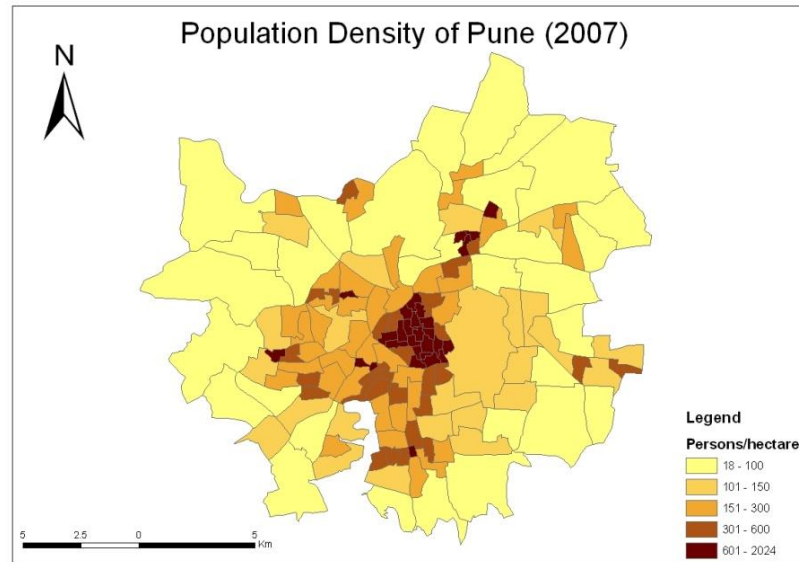 Population Density of Pune (2007)
N
Legend
Persons/hectare
18 - 100
101 - 150
151 - 300
301 - 600
601 - 2024
5 2.5 0 5
Km